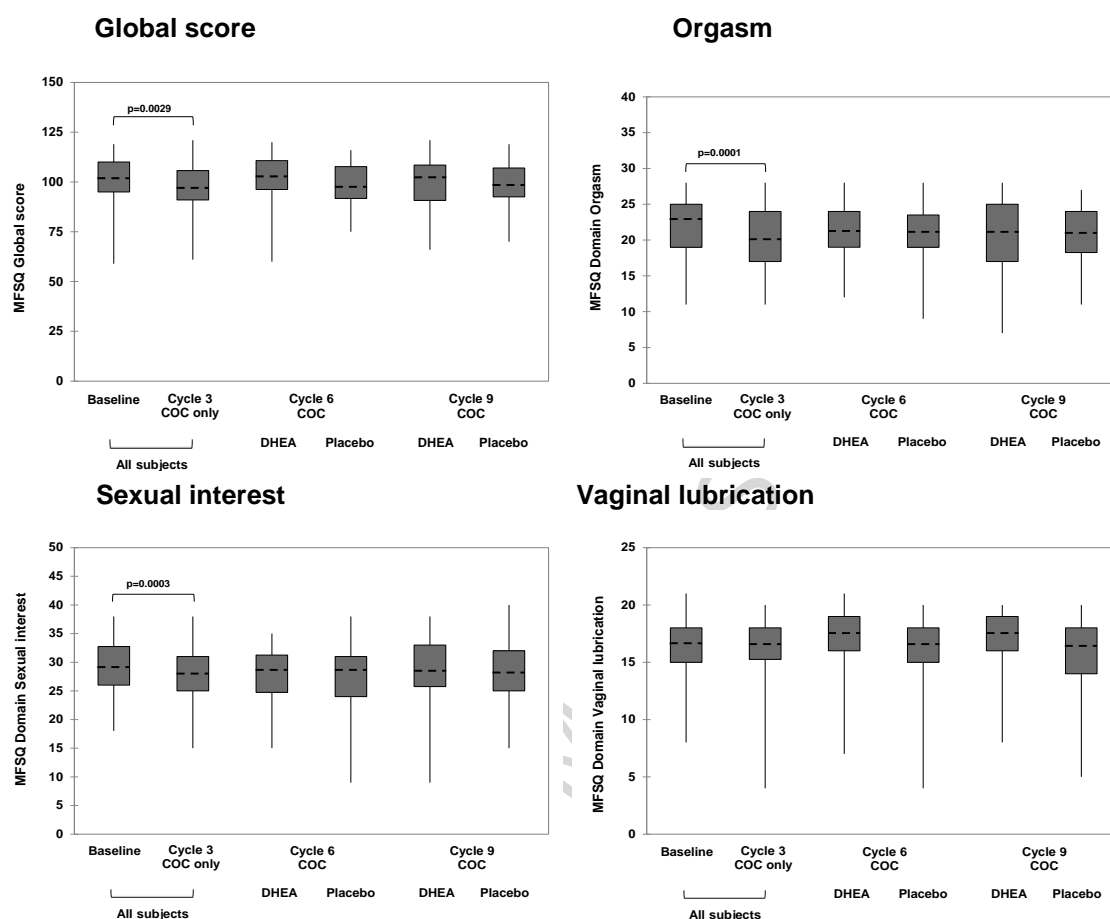 Global score
MFSQ Global score
150
125
100
75
50
25
0
p=0.0029
Baseline
Cycle 3
COC only
Cycle 6
COC
Cycle 9
COC
DHEA Placebo DHEA Placebo
All subjects
Orgasm
MFSQ Domain Orgasm
40
35
30
25
20
15
10
5
0
p=0.0001
Baseline
Cycle 3
COC only
Cycle 6
COC
Cycle 9
COC
DHEA Placebo DHEA Placebo
All subjects
Sexual interest
MFSQ Domain Sexual interest
50
45
40
35
30
25
20
15
10
5
0
p=0.0003
Baseline
Cycle 3
COC only
Cycle 6
COC
Cycle 9
COC
DHEA Placebo DHEA Placebo
All subjects
Vaginal lubrication
MFSQ Domain Vaginal lubrication
25
20
15
10
5
0
Baseline
Cycle 3
COC only
Cycle 6
COC
Cycle 9
COC
DHEA Placebo DHEA Placebo
All subjects